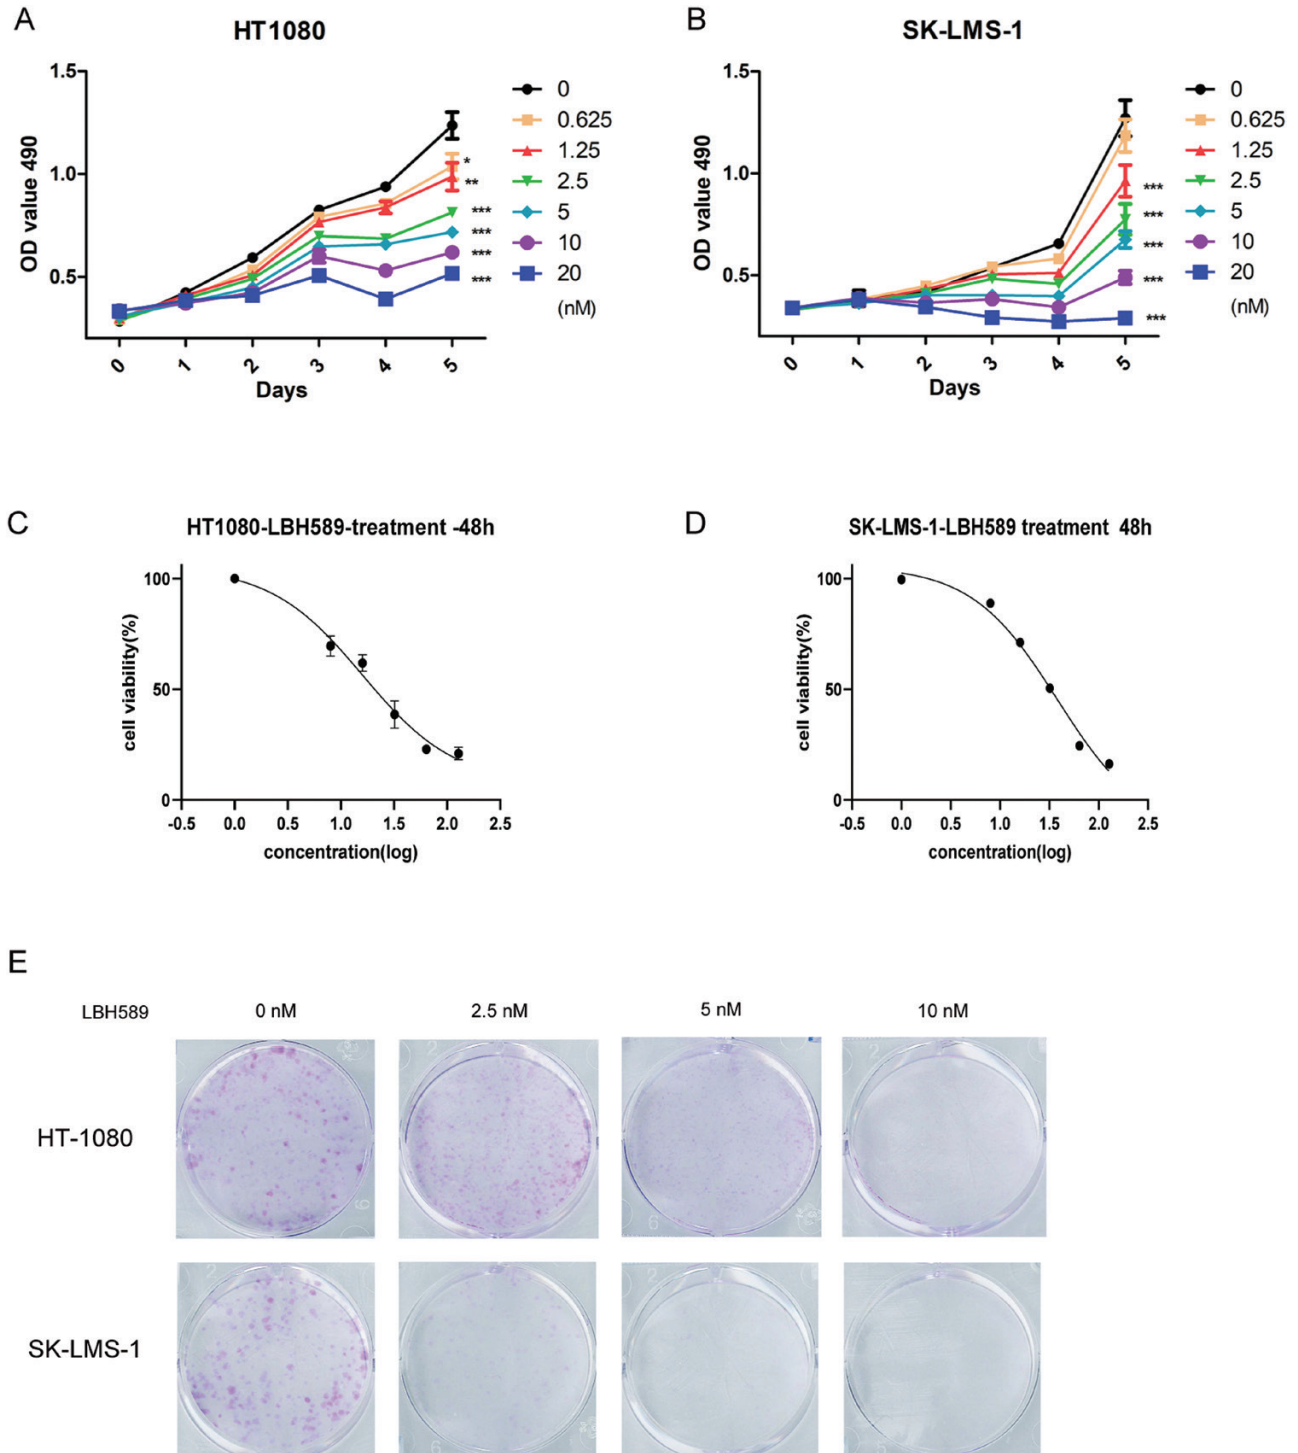 A
HT1080
OD value 490
1.5
1.0
0.5
0 1 2 3 4 5
Days
*
**
***
***
***
***
0
0.625
1.25
2.5
5
10
20
(nM)
B
SK-LMS-1
OD value 490
1.5
1.0
0.5
0 1 2 3 4 5
Days
***
***
***
***
***
0
0.625
1.25
2.5
5
10
20
(nM)
C
HT1080-LBH589-treatment -48h
cell viability(%)
100
50
0
-0.5 0.0 0.5 1.0 1.5 2.0 2.5
concentration(log)
D
SK-LMS-1-LBH589 treatment 48h
cell viability(%)
100
50
0
-0.5 0.0 0.5 1.0 1.5 2.0 2.5
concentration(log)
E
LBH589 0 nM 2.5 nM 5 nM 10 nM
HT-1080
SK-LMS-1